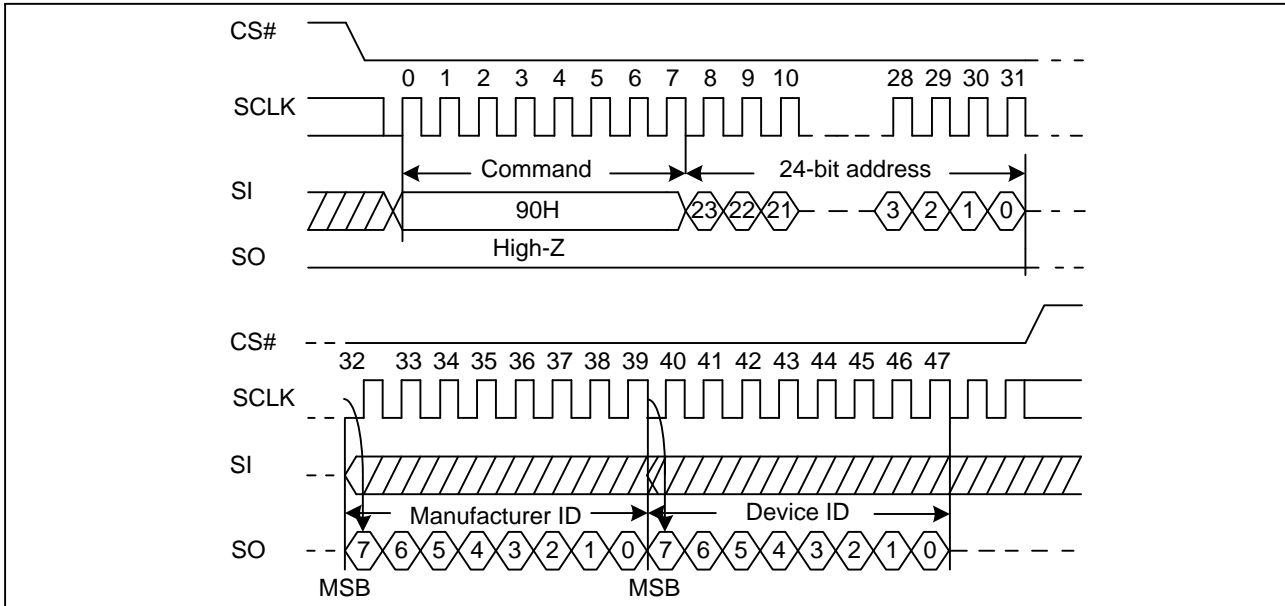 CS#
0 1 2 3 4 5 6 7 8 9 10 28 29 30 31
SCLK
Command 24-bit address
SI
90H 23 22 21 3 2 1 0
High-Z
SO
CS#
32 33 34 35 36 37 38 39 40 41 42 43 44 45 46 47
SCLK
SI
Manufacturer ID Device ID
SO 7 6 5 4 3 2 1 0 7 6 5 4 3 2 1 0
MSB MSB